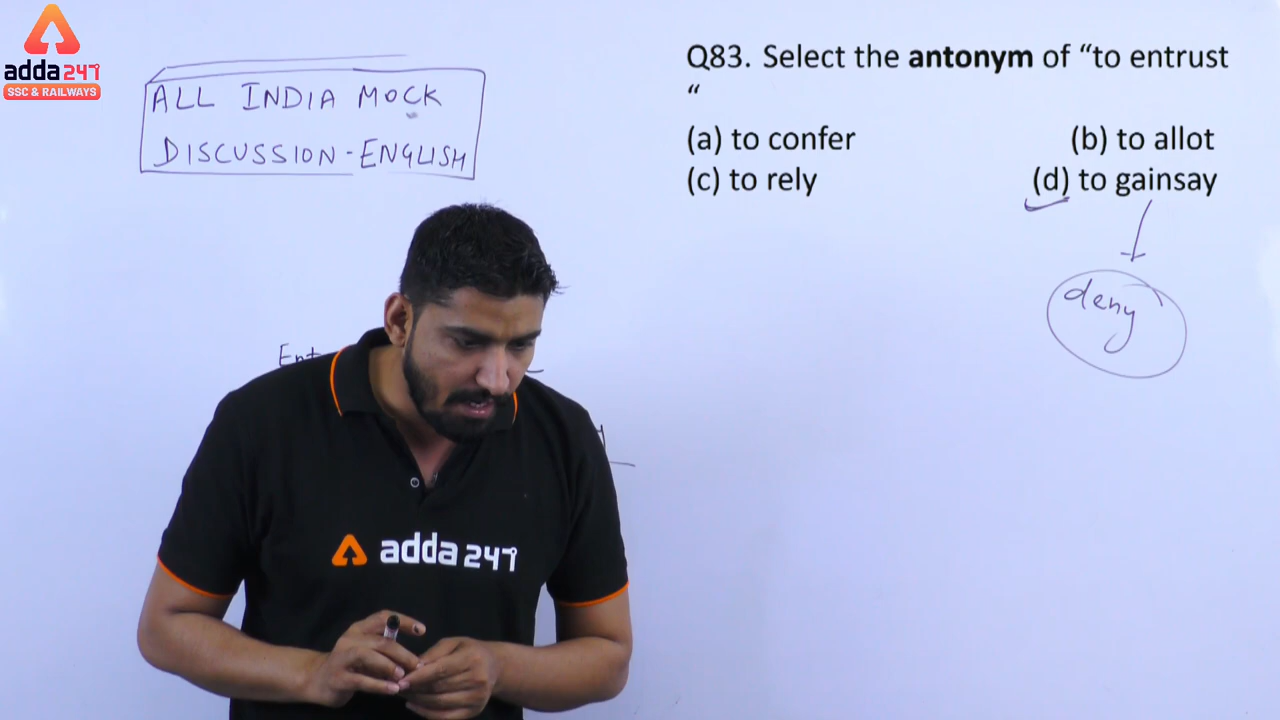 adda247
SSC & RAILWAYS
ALL INDIA MOCK
DISCUSSION-ENGLISH
Q83. Select the antonym of “to entrust
“
(a) to confer (b) to allot
(c) to rely (d) to gainsay
deny
adda247